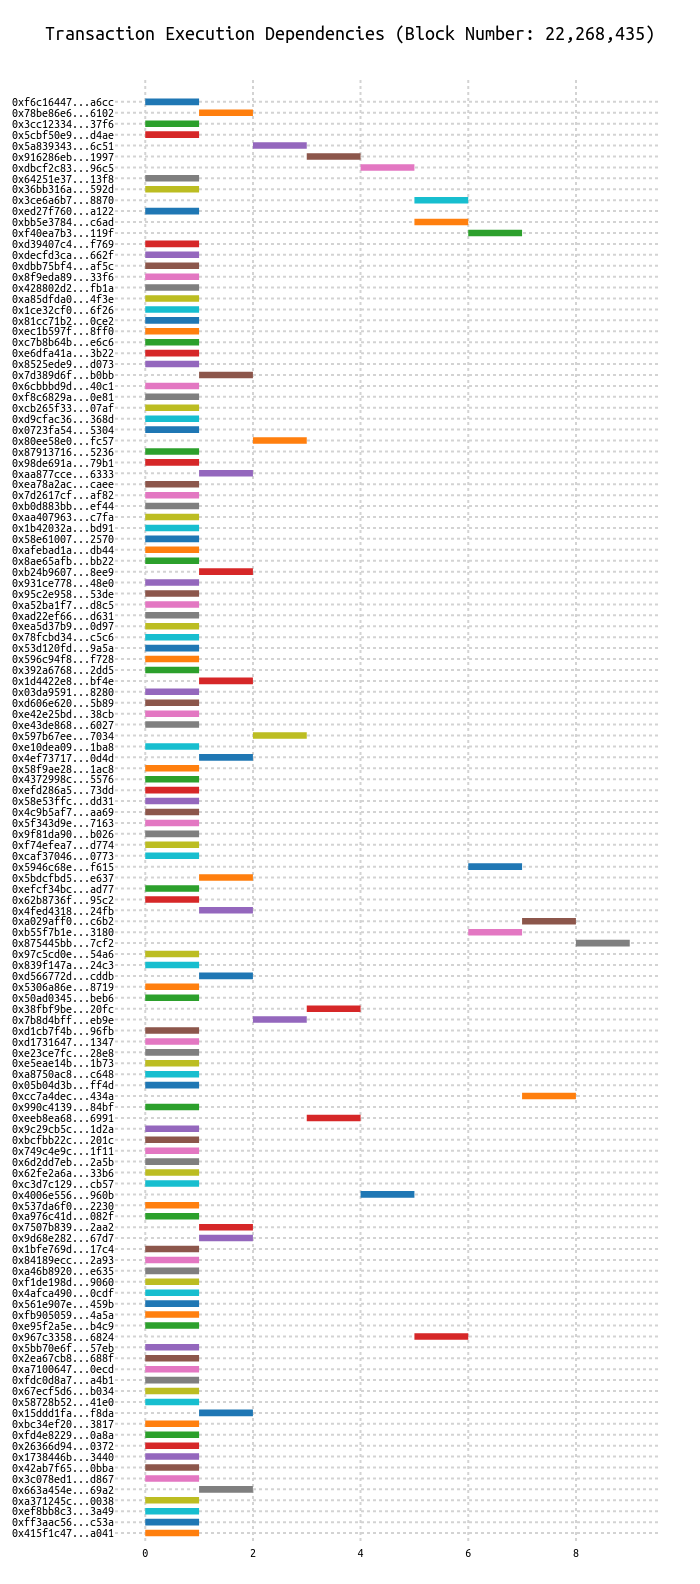 Transaction Execution Dependencies (Block Number: 22,268,435)
0xf6c16447...a6cc
0x78be86e6...6102
0x3cc12334...37f6
0x5cbf50e9...d4ae
0x5a839343...6c51
0x916286eb...1997
0xdbcf2c83...96c5
0x64251e37...13f8
0x36bb316a...592d
0x3ce6a6b7...8870
0xed27f760...a122
0xbb5e3784...c6ad
0xf40ea7b3...119f
0xd39407c4...f769
0xdecfd3ca...662f
0xdbb75bf4...af5c
0x8f9eda89...33f6
0x428802d2...fb1a
0xa85dfda0...4f3e
0x1ce32cf0...6f26
0x81cc71b2...0ce2
0xec1b597f...8ff0
0xc7b8b64b...e6c6
0xe6dfa41a...3b22
0x8525ede9...d073
0x7d389d6f...b0bb
0x6cbbbd9d...40c1
0xf8c6829a...0e81
0xcb265f33...07af
0xd9cfac36...368d
0x0723fa54...5304
0x80ee58e0...fc57
0x87913716...5236
0x98de691a...79b1
0xaa877cce...6333
0xea78a2ac...caee
0x7d2617cf...af82
0xb0d883bb...ef44
0xaa407963...c7fa
0x1b42032a...bd91
0x58e61007...2570
0xafebad1a...db44
0x8ae65afb...bb22
0xb24b9607...8ee9
0x931ce778...48e0
0x95c2e958...53de
0xa52ba1f7...d8c5
0xad22ef66...d631
0xea5d37b9...0d97
0x78fcbd34...c5c6
0x53d120fd...9a5a
0x596c94f8...f728
0x392a6768...2dd5
0x1d4422e8...bf4e
0x03da9591...8280
0xd606e620...5b89
0xe42e25bd...38cb
0xe43de868...6027
0x597b67ee...7034
0xe10dea09...1ba8
0x4ef73717...0d4d
0x58f9ae28...1ac8
0x4372998c...5576
0xefd286a5...73dd
0x58e53ffc...dd31
0x4c9b5af7...aa69
0x5f343d9e...7163
0x9f81da90...b026
0xf74efea7...d774
0xcaf37046...0773
0x5946c68e...f615
0x5bdcfbd5...e637
0xefcf34bc...ad77
0x62b8736f...95c2
0x4fed4318...24fb
0xa029aff0...c6b2
0xb55f7b1e...3180
0x875445bb...7cf2
0x97c5cd0e...54a6
0x839f147a...24c3
0xd566772d...cddb
0x5306a86e...8719
0x50ad0345...beb6
0x38fbf9be...20fc
0x7b8d4bff...eb9e
0xd1cb7f4b...96fb
0xd1731647...1347
0xe23ce7fc...28e8
0xe5eae14b...1b73
0xa8750ac8...c648
0x05b04d3b...ff4d
0xcc7a4dec...434a
0x990c4139...84bf
0xeeb8ea68...6991
0x9c29cb5c...1d2a
0xbcfbb22c...201c
0x749c4e9c...1f11
0x6d2dd7eb...2a5b
0x62fe2a6a...33b6
0xc3d7c129...cb57
0x4006e556...960b
0x537da6f0...2230
0xa976c41d...082f
0x7507b839...2aa2
0x9d68e282...67d7
0x1bfe769d...17c4
0x84189ecc...2a93
0xa46b8920...e635
0xf1de198d...9060
0x4afca490...0cdf
0x561e907e...459b
0xfb905059...4a5a
0xe95f2a5e...b4c9
0x967c3358...6824
0x5bb70e6f...57eb
0x2ea67cb8...688f
0xa7100647...0ecd
0xfdc0d8a7...a4b1
0x67ecf5d6...b034
0x58728b52...41e0
0x15ddd1fa...f8da
0xbc34ef20...3817
0xfd4e8229...0a8a
0x26366d94...0372
0x1738446b...3440
0x42ab7f65...0bba
0x3c078ed1...d867
0x663a454e...69a2
0xa371245c...0038
0xef8bb8c3...3a49
0xff3aac56...c53a
0x415f1c47...a041
0 2 4 6 8